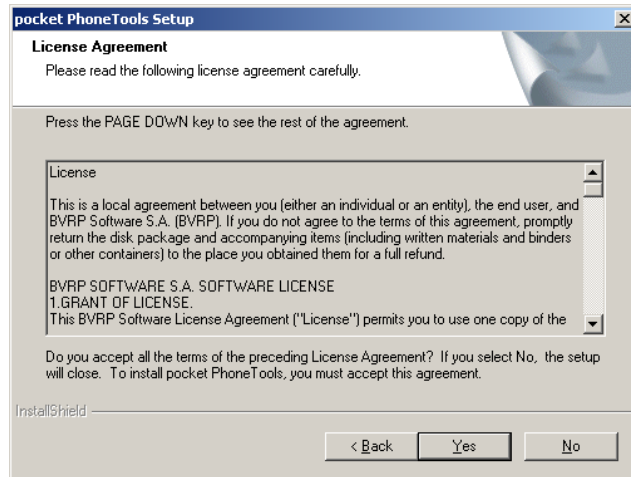 pocket PhoneTools Setup
License Agreement
Please read the following license agreement carefully.
Press the PAGE DOWN key to see the rest of the agreement.
License
This is a local agreement between you (either an individual or an entity), the end user, and
BVRP Software S.A. (BVRP). If you do not agree to the terms of this agreement, promptly
return the disk package and accompanying items (including written materials and binders
or other containers) to the place you obtained them for a full refund.
BVRP SOFTWARE S.A. SOFTWARE LICENSE
1.GRANT OF LICENSE.
This BVRP Software License Agreement ("License") permits you to use one copy of the
Do you accept all the terms of the preceding License Agreement? If you select No, the setup
will close. To install pocket PhoneTools, you must accept this agreement.
InstallShield
< Back Yes No